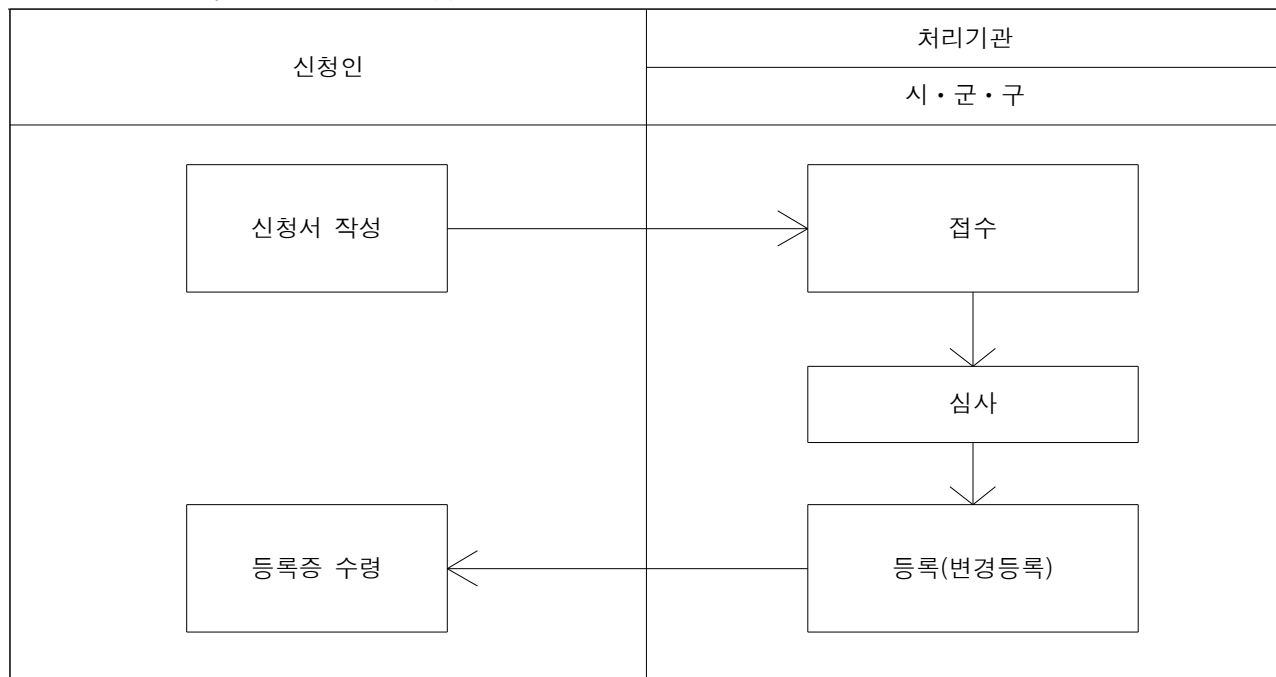 신청인
처리기관
시·군·구
신청서 작성
접수
심사
등록증 수령
등록(변경등록)